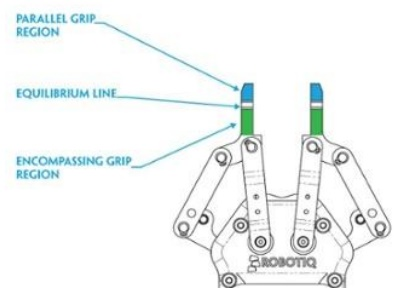 PARALLEL GRIP
REGION
EQUILIBRIUM LINE
ENCOMPASSING GRIP
REGION
ROBOTIQ